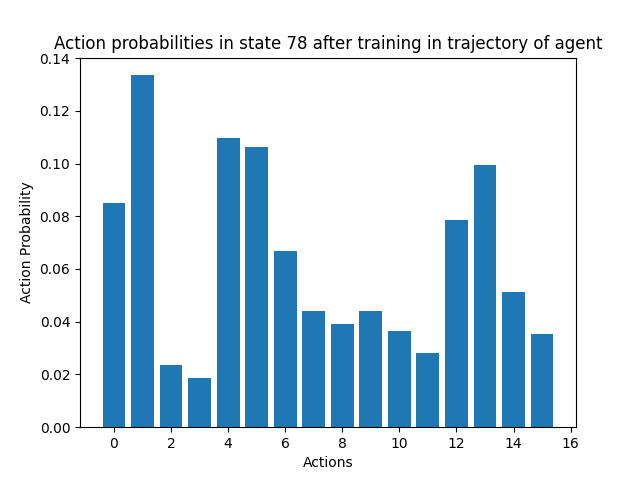 Action probabilities in state 78 after training in trajectory of agent
0.14
0.12
0.10
0.08
0.06
0.04
0.02
0.00
Action Probability
0 2 4 6 8 10 12 14 16
Actions